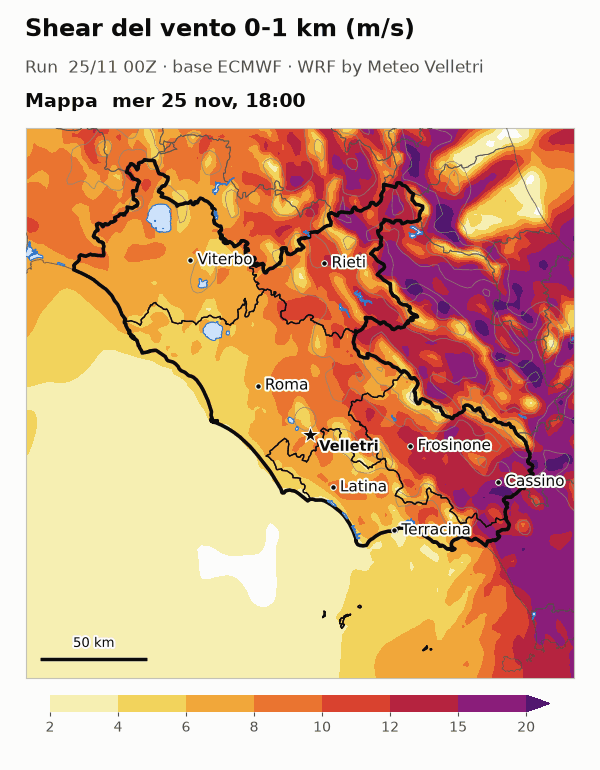 Shear del vento 0-1 km (m/s)
Run  25/11 00Z · base ECMWF · WRF by Meteo Velletri
Mappa  mer 25 nov, 18:00
Viterbo
Rieti
Roma
Velletri
Frosinone
Latina
Cassino
Terracina
50 km
2 4 6 8 10 12 15 20